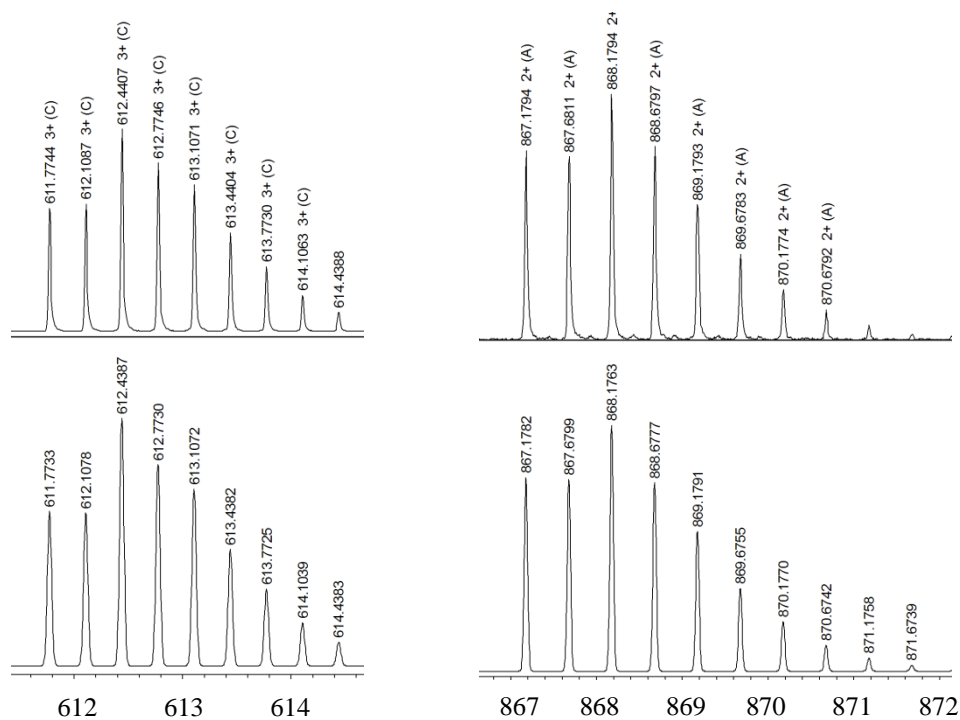 611.7744 3+ (C)
612.1087 3+ (C)
612.4407 3+ (C)
612.7746 3+ (C)
613.1071 3+ (C)
613.4404 3+ (C)
613.7730 3+ (C)
614.1063 3+ (C)
614.4388
867.1794 2+ (A)
867.6811 2+ (A)
868.1794 2+
868.6797 2+ (A)
869.1793 2+ (A)
869.6783 2+ (A)
870.1774 2+ (A)
870.6792 2+ (A)
611.7733
612.1078
612.4387
612.7730
613.1072
613.4382
613.7725
614.1039
614.4383
867.1782
867.6799
868.1763
868.6777
869.1791
869.6755
870.1770
870.6742
871.1758
871.6739
612 613 614
867 868 869 870 871 872